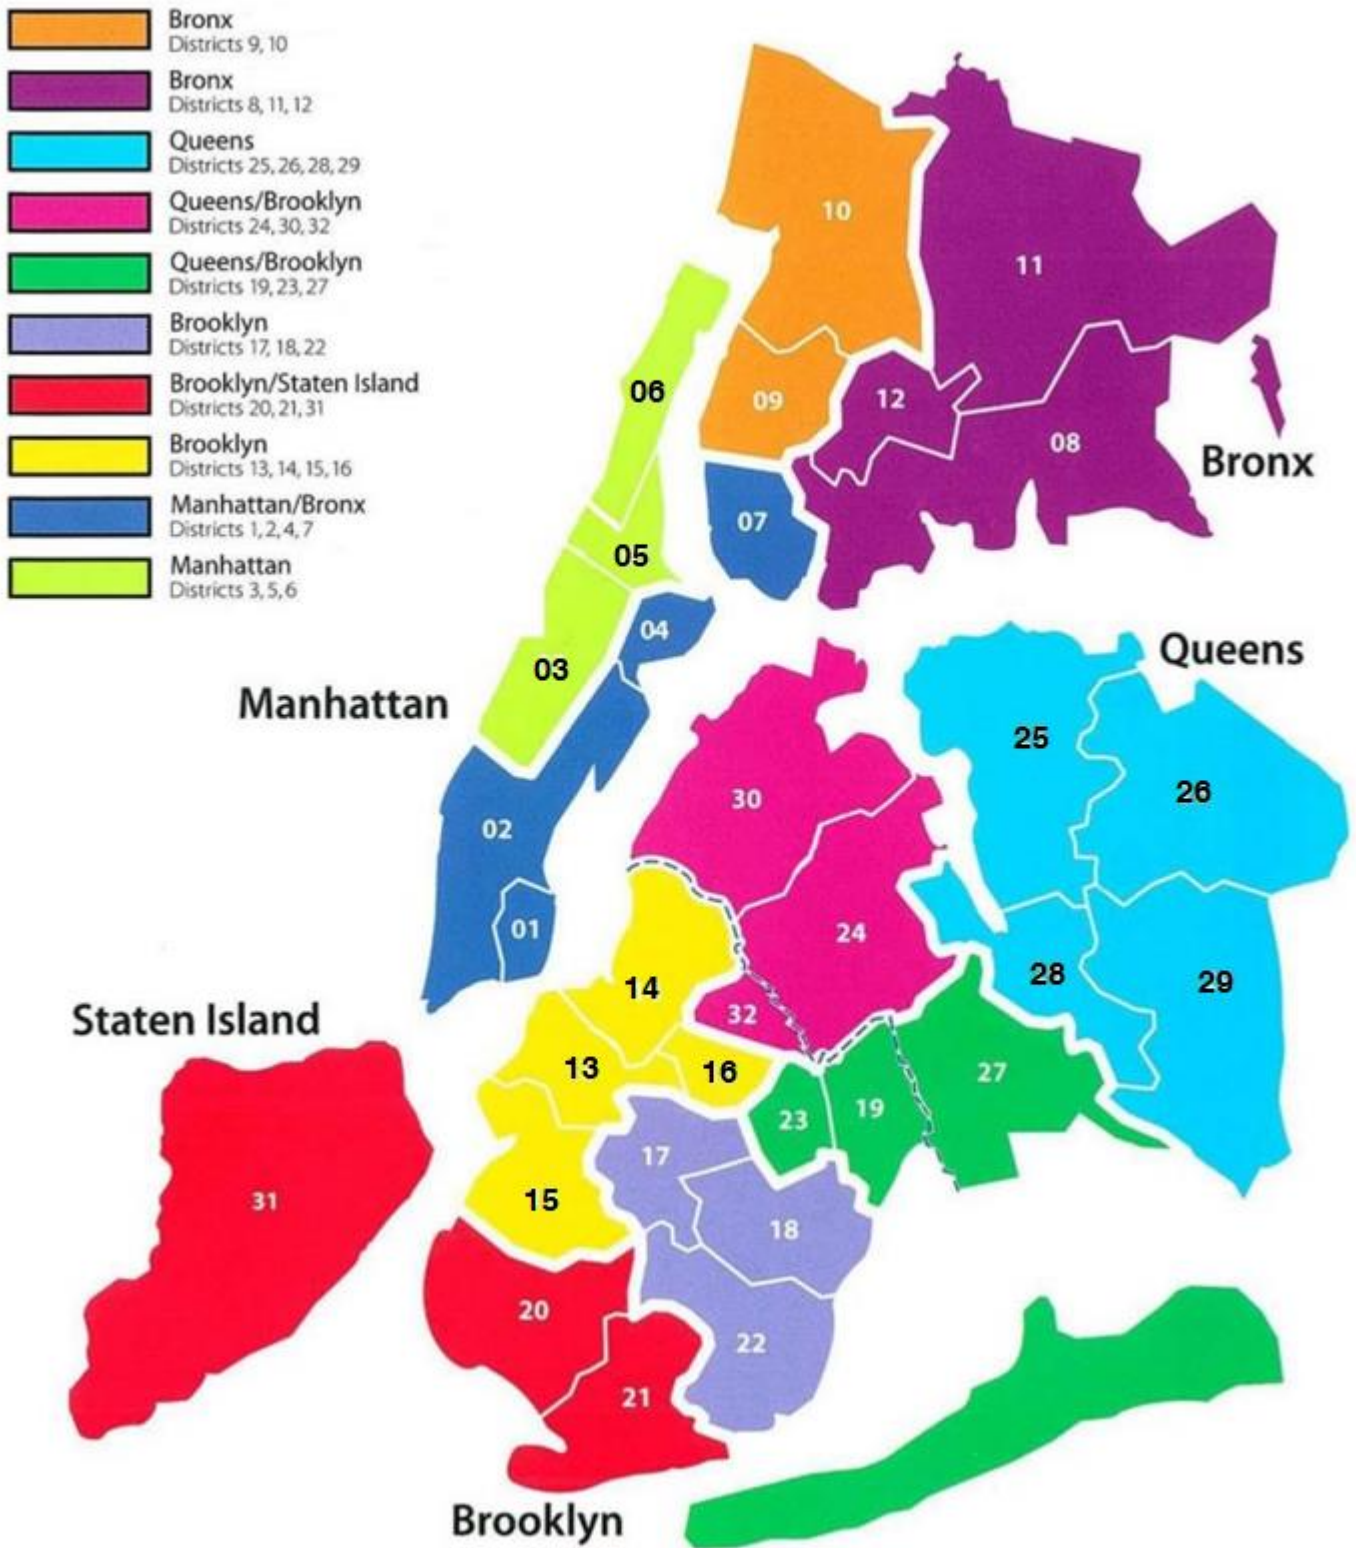 Bronx
Districts 9, 10
Bronx
Districts 8, 11, 12
Queens
Districts 25, 26, 28, 29
Queens/Brooklyn
Districts 24, 30, 32
Queens/Brooklyn
Districts 19, 23, 27
Brooklyn
Districts 17, 18, 22
Brooklyn/Staten Island
Districts 20, 21, 31
Brooklyn
Districts 13, 14, 15, 16
Manhattan/Bronx
Districts 1, 2, 4, 7
Manhattan
Districts 3, 5, 6
10
11
06
09
12
08
Bronx
07
05
04
Queens
03
Manhattan
25
26
30
02
01
24
28
29
14
32
Staten Island
13
16
27
23
19
17
31
15
18
20
22
21
Brooklyn